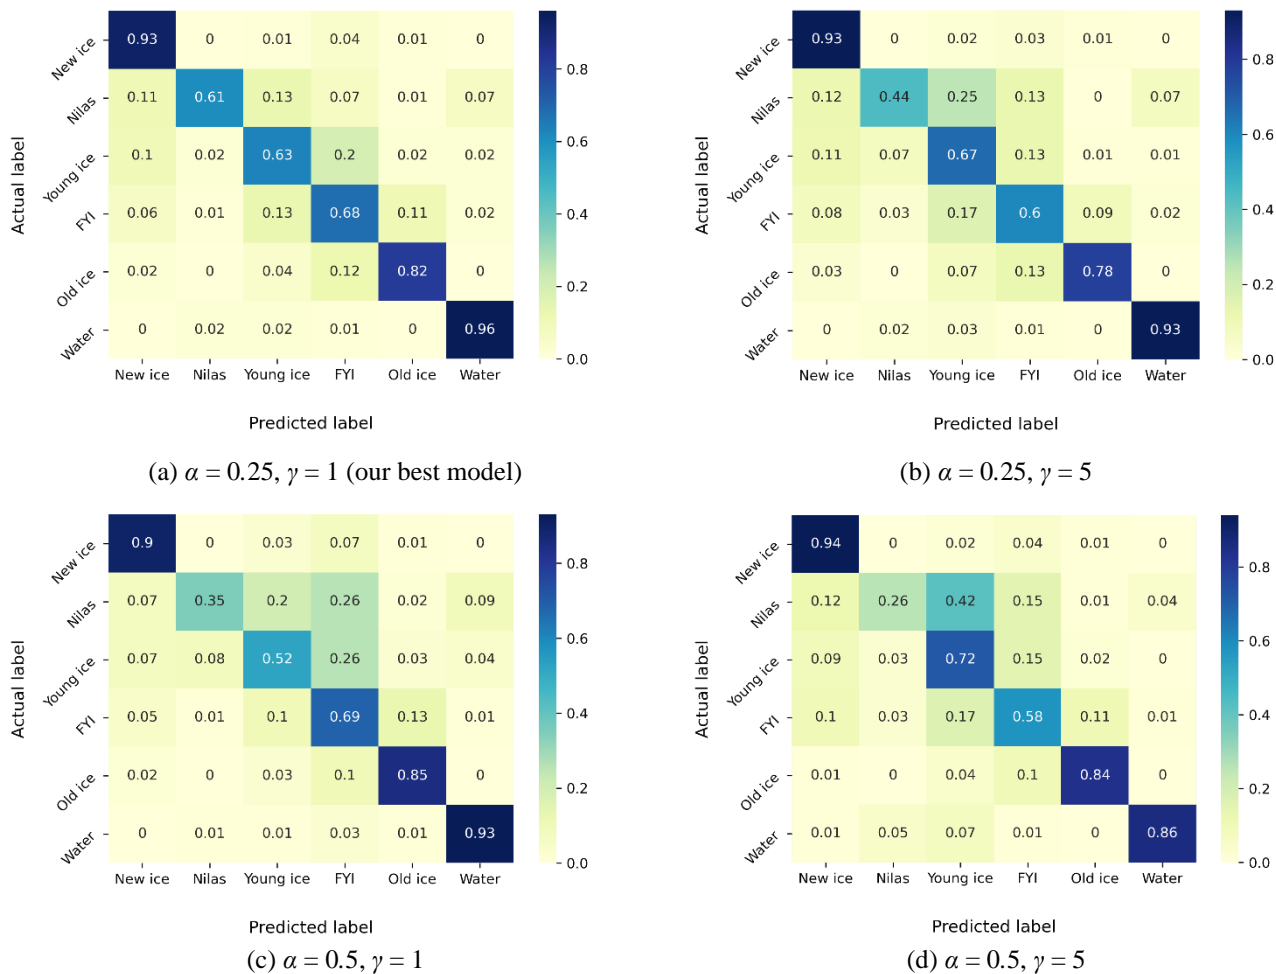 New ice 0.93 0 0.01 0.04 0.01 0
Nilas 0.11 0.61 0.13 0.07 0.01 0.07
Young ice 0.1 0.02 0.63 0.2 0.02 0.02
FYI 0.06 0.01 0.13 0.68 0.11 0.02
Old ice 0.02 0 0.04 0.12 0.82 0
Water 0 0.02 0.02 0.01 0 0.96
New ice Nilas Young ice FYI Old ice Water
Actual label
Predicted label
0.8
0.6
0.4
0.2
0.0
(a) α = 0.25, γ = 1 (our best model)
New ice 0.93 0 0.02 0.03 0.01 0
Nilas 0.12 0.44 0.25 0.13 0 0.07
Young ice 0.11 0.07 0.67 0.13 0.01 0.01
FYI 0.08 0.03 0.17 0.6 0.09 0.02
Old ice 0.03 0 0.07 0.13 0.78 0
Water 0 0.02 0.03 0.01 0 0.93
New ice Nilas Young ice FYI Old ice Water
Actual label
Predicted label
0.8
0.6
0.4
0.2
0.0
(b) α = 0.25, γ = 5
New ice 0.9 0 0.03 0.07 0.01 0
Nilas 0.07 0.35 0.2 0.26 0.02 0.09
Young ice 0.07 0.08 0.52 0.26 0.03 0.04
FYI 0.05 0.01 0.1 0.69 0.13 0.01
Old ice 0.02 0 0.03 0.1 0.85 0
Water 0 0.01 0.01 0.03 0.01 0.93
New ice Nilas Young ice FYI Old ice Water
Actual label
Predicted label
0.8
0.6
0.4
0.2
0.0
(c) α = 0.5, γ = 1
New ice 0.94 0 0.02 0.04 0.01 0
Nilas 0.12 0.26 0.42 0.15 0.01 0.04
Young ice 0.09 0.03 0.72 0.15 0.02 0
FYI 0.1 0.03 0.17 0.58 0.11 0.01
Old ice 0.01 0 0.04 0.1 0.84 0
Water 0.01 0.05 0.07 0.01 0 0.86
New ice Nilas Young ice FYI Old ice Water
Actual label
Predicted label
0.8
0.6
0.4
0.2
0.0
(d) α = 0.5, γ = 5